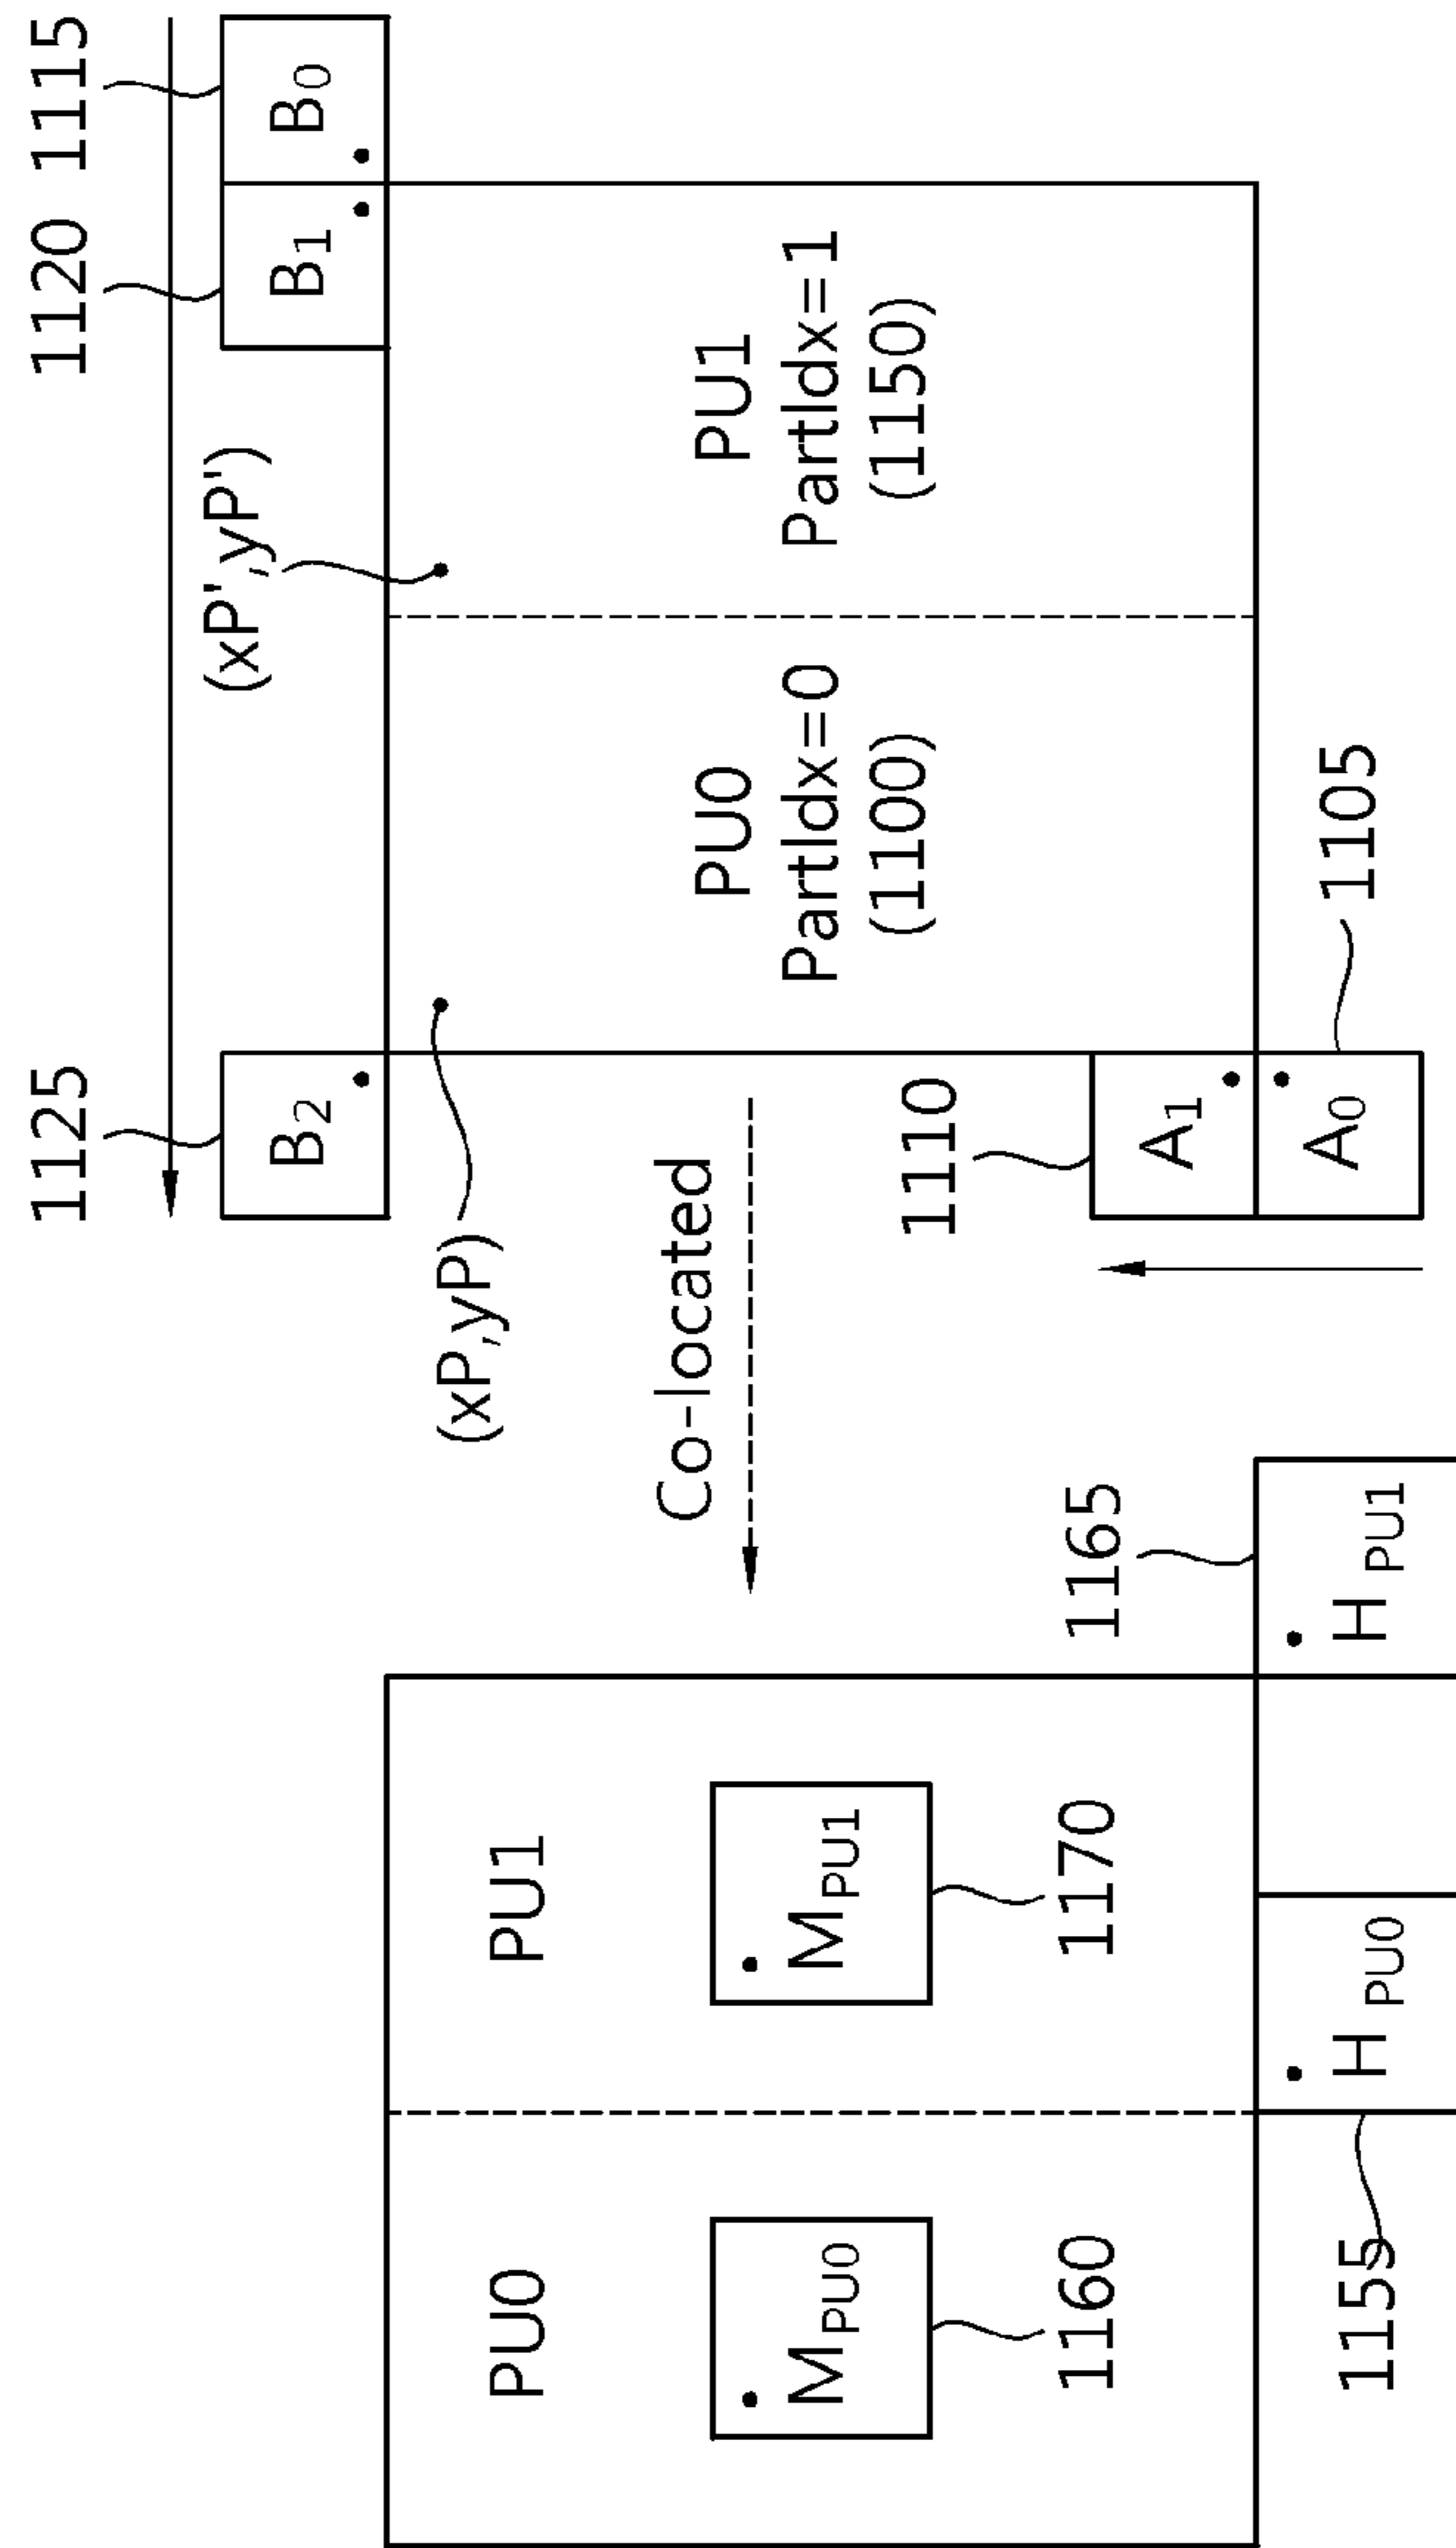 1125
1120
1115
B2
B1
B0
(xP',yP')
(xP,yP)
PU0
PartIdx=0
(1100)
PU1
PartIdx=1
(1150)
Co-located
1110
A1
A0
1105
PU0
PU1
MPU0
MPU1
1160
1170
1165
HPU0
HPU1
1155